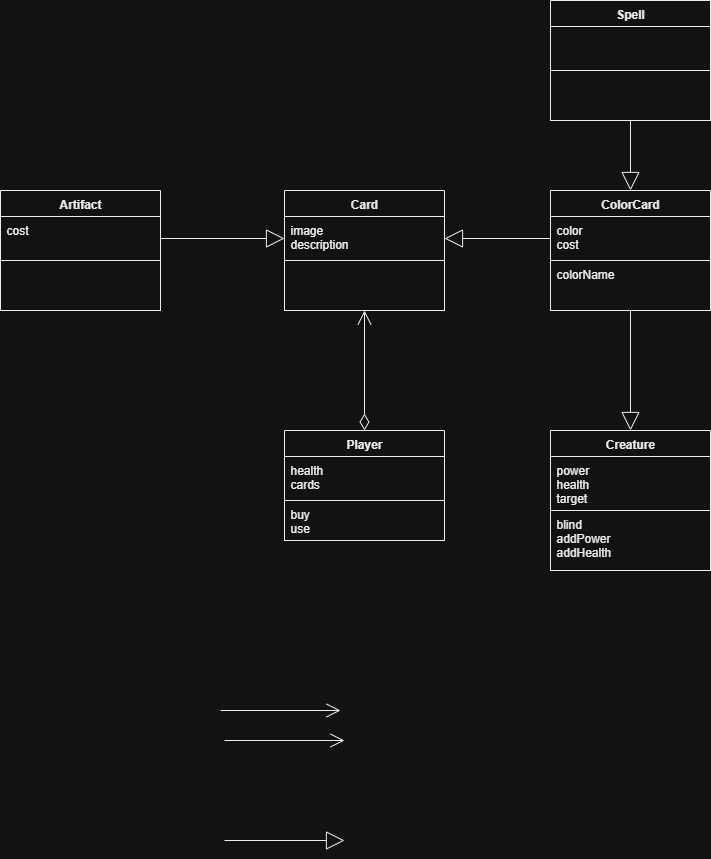 Spell
Artifact
cost
Card
image
description
ColorCard
color
cost
colorName
Player
health
cards
buy
use
Creature
power
health
target
blind
addPower
addHealth